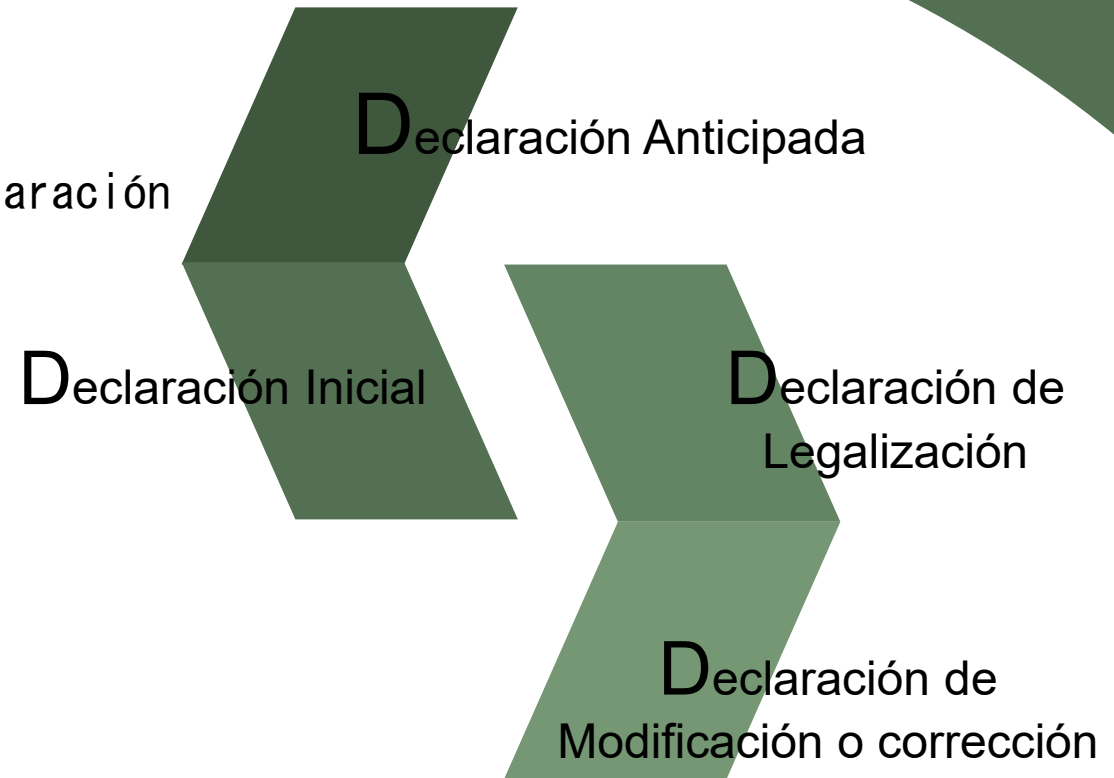 Declaración Anticipada
aración
Declaración Inicial
Declaración de
Legalización
Declaración de
Modificación o corrección